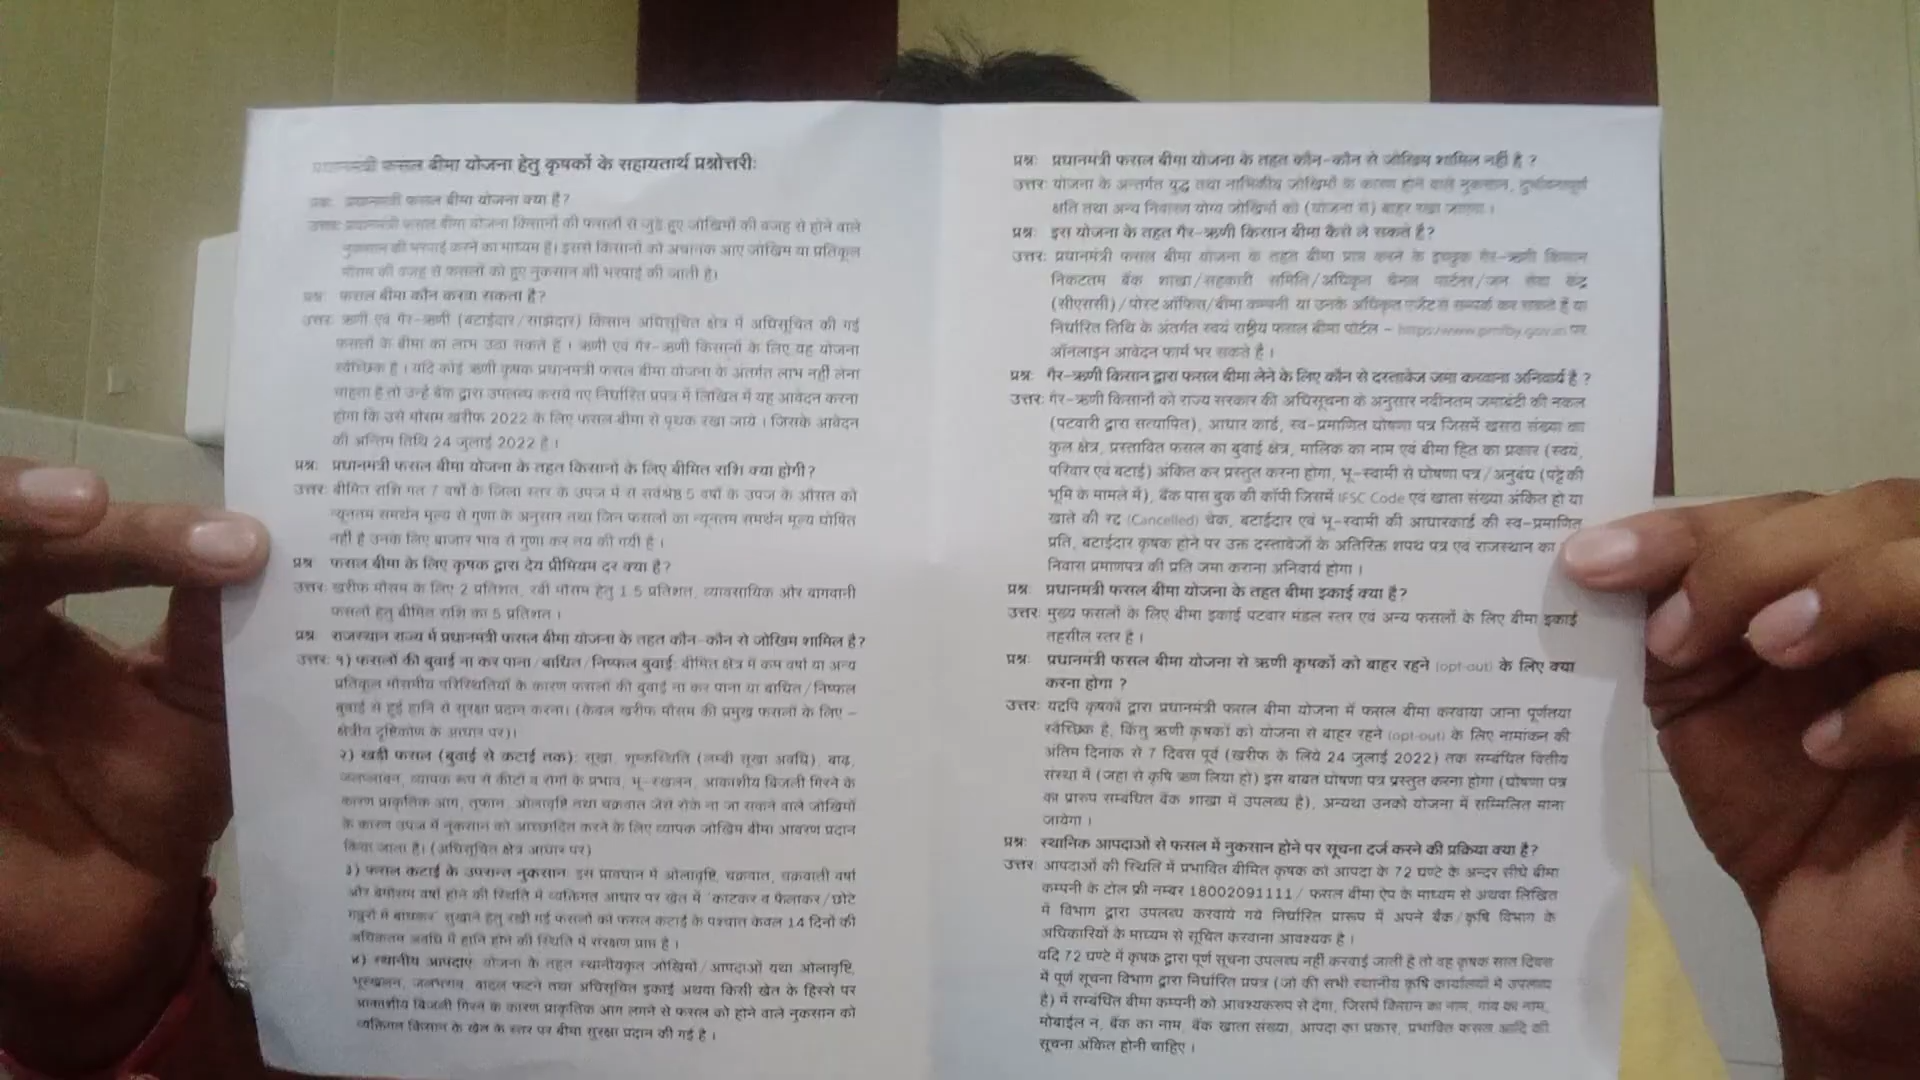 प्रधानमंत्री फसल बीमा योजना हेतु कृषकों के सहायतार्थ प्रश्नोत्तरी:
प्रश्न: प्रधानमन्त्री फसल बीमा योजना क्या है?
उत्तर: प्रधानमंत्री फसल बीमा योजना किसानों की फसलों से जुड़े हुए जोखिमों की वजह से होने वाले
नुकसान की भरपाई करने का माध्यम है। इससे किसानों को अचानक आए जोखिम या प्रतिकूल
मौसम की वजह से फसलों को हुए नुकसान की भरपाई की जाती है।
प्रश्न: फसल बीमा कौन करवा सकता है?
उत्तर: ऋणी एवं गैर-ऋणी (बटाईदार/साझेदार) किसान अधिसूचित क्षेत्र में अधिसूचित की गई
फसलों के बीमा का लाभ उठा सकते है। ऋणी एवं गैर-ऋणी किसानों के लिए यह योजना
स्वैच्छिक है। यदि कोई ऋणी कृषक प्रधानमंत्री फसल बीमा योजना के अंतर्गत लाभ नहीं लेना
चाहता है तो उन्हें बैंक द्वारा उपलब्ध कराये गए निर्धारित प्रपत्र में लिखित में यह आवेदन करना
होगा कि उसे मौसम खरीफ 2022 के लिए फसल बीमा से पृथक रखा जाये। जिसके आवेदन
की अन्तिम तिथि 24 जुलाई 2022 है।
प्रश्न: प्रधानमंत्री फसल बीमा योजना के तहत किसानों के लिए बीमित राशि क्या होगी?
उत्तर: बीमित राशि गत 7 वर्षों के जिला स्तर के उपज में से सर्वश्रेष्ठ 5 वर्षों के उपज के औसत को
न्यूनतम समर्थन मूल्य से गुणा के अनुसार तथा जिन फसलों का न्यूनतम समर्थन मूल्य घोषित
नहीं है उनके लिए बाजार भाव से गुणा कर तय की गयी है।
प्रश्न: फसल बीमा के लिए कृषक द्वारा देय प्रीमियम दर क्या है?
उत्तर: खरीफ मौसम के लिए 2 प्रतिशत, रबी मौसम हेतु 1.5 प्रतिशत, व्यावसायिक और बागवानी
फसलों हेतु बीमित राशि का 5 प्रतिशत।
प्रश्न: राजस्थान राज्य में प्रधानमंत्री फसल बीमा योजना के तहत कौन-कौन से जोखिम शामिल है?
उत्तर: १) फसलों की बुवाई ना कर पाना/बाधित/निष्फल बुवाई: बीमित क्षेत्र में कम वर्षा या अन्य
प्रतिकूल मौसमीय परिस्थितियों के कारण फसलों की बुवाई ना कर पाना या बाधित/निष्फल
बुवाई से हुई हानि से सुरक्षा प्रदान करना। (केवल खरीफ मौसम की प्रमुख फसलों के लिए -
क्षेत्रीय दृष्टिकोण के आधार पर)।
२) खड़ी फसल (बुवाई से कटाई तक): सूखा, शुष्कस्थिति (लम्बी सूखा अवधि), बाढ़,
जलप्लावन, व्यापक रूप से कीटों व रोगों के प्रभाव, भू-स्खलन, आकाशीय बिजली गिरने के
कारण प्राकृतिक आग, तूफान, ओलावृष्टि तथा चक्रवात जैसे रोके ना जा सकने वाले जोखिमों
के कारण उपज में नुकसान को आच्छादित करने के लिए व्यापक जोखिम बीमा आवरण प्रदान
किया जाता है। (अधिसूचित क्षेत्र आधार पर)
३) फसल कटाई के उपरान्त नुकसान: इस प्रावधान में ओलावृष्टि, चक्रवात, चक्रवाती वर्षा
और बेमौसम वर्षा होने की स्थिति में व्यक्तिगत आधार पर खेत में 'काटकर व फैलाकर/छोटे
गट्ठरों में बांधकर' सुखाने हेतु रखी गई फसलों को फसल कटाई के पश्चात केवल 14 दिनों की
अधिकतम अवधि में हानि होने की स्थिति में संरक्षण प्राप्त है।
४) स्थानीय आपदाएं: योजना के तहत स्थानीयकृत जोखिमों/आपदाओं यथा ओलावृष्टि,
भूस्खलन, जलभराव, बादल फटने तथा अधिसूचित इकाई अथवा किसी खेत के हिस्से पर
आकाशीय बिजली गिरने के कारण प्राकृतिक आग लगने से फसल को होने वाले नुकसान को
व्यक्तिगत किसान के खेत के स्तर पर बीमा सुरक्षा प्रदान की गई है।
प्रश्न: प्रधानमंत्री फसल बीमा योजना के तहत कौन-कौन से जोखिम शामिल नहीं है?
उत्तर: योजना के अन्तर्गत युद्ध तथा नाभिकीय जोखिमों के कारण होने वाले नुकसान, दुर्भावनापूर्ण
क्षति तथा अन्य निवारण योग्य जोखिमों को (योजना से) बाहर रखा जाएगा।
प्रश्न: इस योजना के तहत गैर-ऋणी किसान बीमा कैसे ले सकते है?
उत्तर: प्रधानमंत्री फसल बीमा योजना के तहत बीमा प्राप्त करने के इच्छुक गैर-ऋणी किसान
निकटतम बैंक शाखा/सहकारी समिति/अधिकृत चैनल पार्टनर/जन सेवा केंद्र
(सीएससी)/पोस्ट ऑफिस/बीमा कम्पनी या उनके अधिकृत एजेंट से सम्पर्क कर सकते हैं या
निर्धारित तिथि के अंतर्गत स्वयं राष्ट्रीय फसल बीमा पोर्टल - https://www.pmfby.gov.in पर
ऑनलाइन आवेदन फार्म भर सकते है।
प्रश्न: गैर-ऋणी किसान द्वारा फसल बीमा लेने के लिए कौन से दस्तावेज जमा करवाना अनिवार्य है?
उत्तर: गैर-ऋणी किसानों को राज्य सरकार की अधिसूचना के अनुसार नवीनतम जमाबंदी की नकल
(पटवारी द्वारा सत्यापित), आधार कार्ड, स्व-प्रमाणित घोषणा पत्र जिसमें खसरा संख्या का
कुल क्षेत्र, प्रस्तावित फसल का बुवाई क्षेत्र, मालिक का नाम एवं बीमा हित का प्रकार (स्वयं,
परिवार एवं बटाई) अंकित कर प्रस्तुत करना होगा, भू-स्वामी से घोषणा पत्र/अनुबंध (पट्टे की
भूमि के मामले में), बैंक पास बुक की कॉपी जिसमें IFSC Code एवं खाता संख्या अंकित हो या
खाते की रद्द (Cancelled) चेक, बटाईदार एवं भू-स्वामी की आधारकार्ड की स्व-प्रमाणित
प्रति, बटाईदार कृषक होने पर उक्त दस्तावेजों के अतिरिक्त शपथ पत्र एवं राजस्थान का
निवास प्रमाणपत्र की प्रति जमा कराना अनिवार्य होगा।
प्रश्न: प्रधानमंत्री फसल बीमा योजना के तहत बीमा इकाई क्या है?
उत्तर: मुख्य फसलों के लिए बीमा इकाई पटवार मंडल स्तर एवं अन्य फसलों के लिए बीमा इकाई
तहसील स्तर है।
प्रश्न: प्रधानमंत्री फसल बीमा योजना से ऋणी कृषकों को बाहर रहने (opt-out) के लिए क्या
करना होगा ?
उत्तर: यद्दपि कृषकों द्वारा प्रधानमंत्री फसल बीमा योजना में फसल बीमा करवाया जाना पूर्णतया
स्वैच्छिक है, किंतु ऋणी कृषकों को योजना से बाहर रहने (opt-out) के लिए नामांकन की
अंतिम दिनांक से 7 दिवस पूर्व (खरीफ के लिये 24 जुलाई 2022) तक सम्बंधित वित्तीय
संस्था में (जहा से कृषि ऋण लिया हो) इस बाबत घोषणा पत्र प्रस्तुत करना होगा (घोषणा पत्र
का प्रारूप सम्बंधित बैंक शाखा में उपलब्ध है), अन्यथा उनको योजना में सम्मिलित माना
जायेगा।
प्रश्न: स्थानिक आपदाओं से फसल में नुकसान होने पर सूचना दर्ज करने की प्रक्रिया क्या है?
उत्तर: आपदाओं की स्थिति में प्रभावित बीमित कृषक को आपदा के 72 घण्टे के अन्दर सीधे बीमा
कम्पनी के टोल फ्री नम्बर 18002091111/ फसल बीमा ऐप के माध्यम से अथवा लिखित
में विभाग द्वारा उपलब्ध करवाये गये निर्धारित प्रारूप में अपने बैंक/कृषि विभाग के
अधिकारियों के माध्यम से सूचित करवाना आवश्यक है।
यदि 72 घण्टे में कृषक द्वारा पूर्ण सूचना उपलब्ध नहीं करवाई जाती है तो वह कृषक सात दिवस
में पूर्ण सूचना विभाग द्वारा निर्धारित प्रपत्र (जो की सभी स्थानीय कृषि कार्यालयों में उपलब्ध
है) में सम्बंधित बीमा कम्पनी को आवश्यकरूप से देगा, जिसमें किसान का नाम, गांव का नाम,
मोबाईल न, बैंक का नाम, बैंक खाता संख्या, आपदा का प्रकार, प्रभावित फसल आदि की
सूचना अंकित होनी चाहिए।